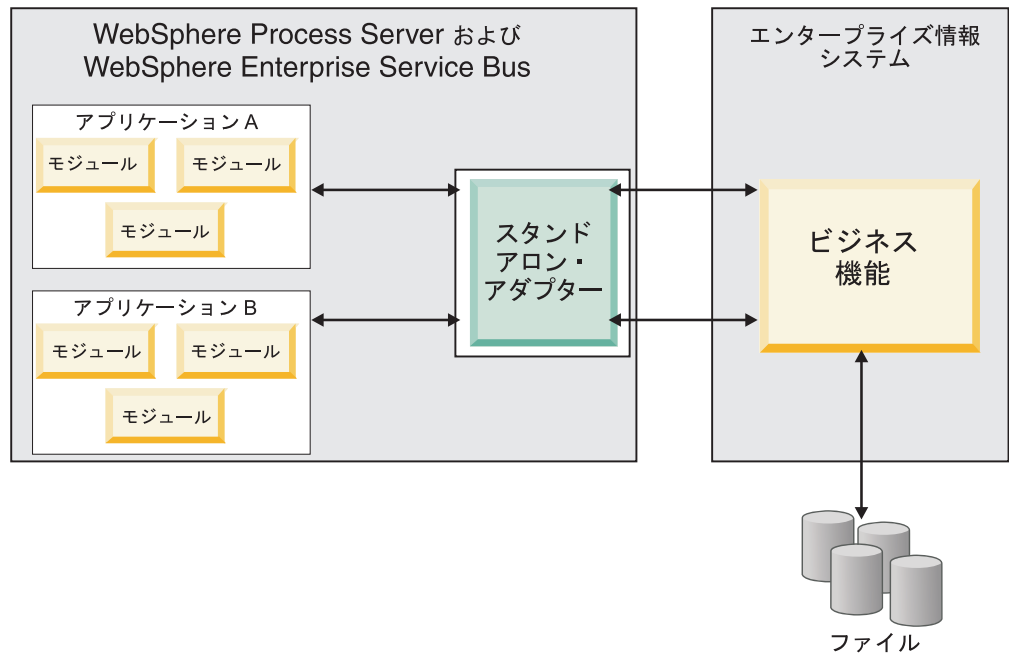 WebSphere Process Server および
WebSphere Enterprise Service Bus
アプリケーション A
モジュール
モジュール
モジュール
アプリケーション B
モジュール
モジュール
モジュール
スタンド
アロン・
アダプター
エンタープライズ情報
システム
ビジネス
機能
ファイル